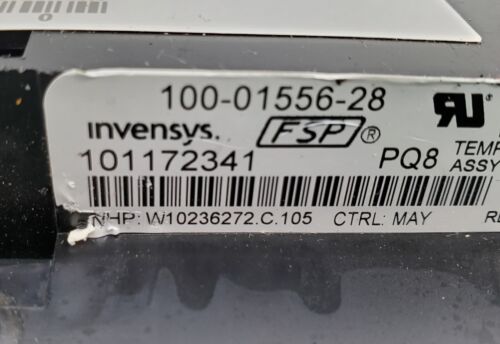 100-01556-28
invensys. FSP®
101172341 PQ8 TEMP
ASSY
NHP: W10236272.C.105 CTRL: MAY